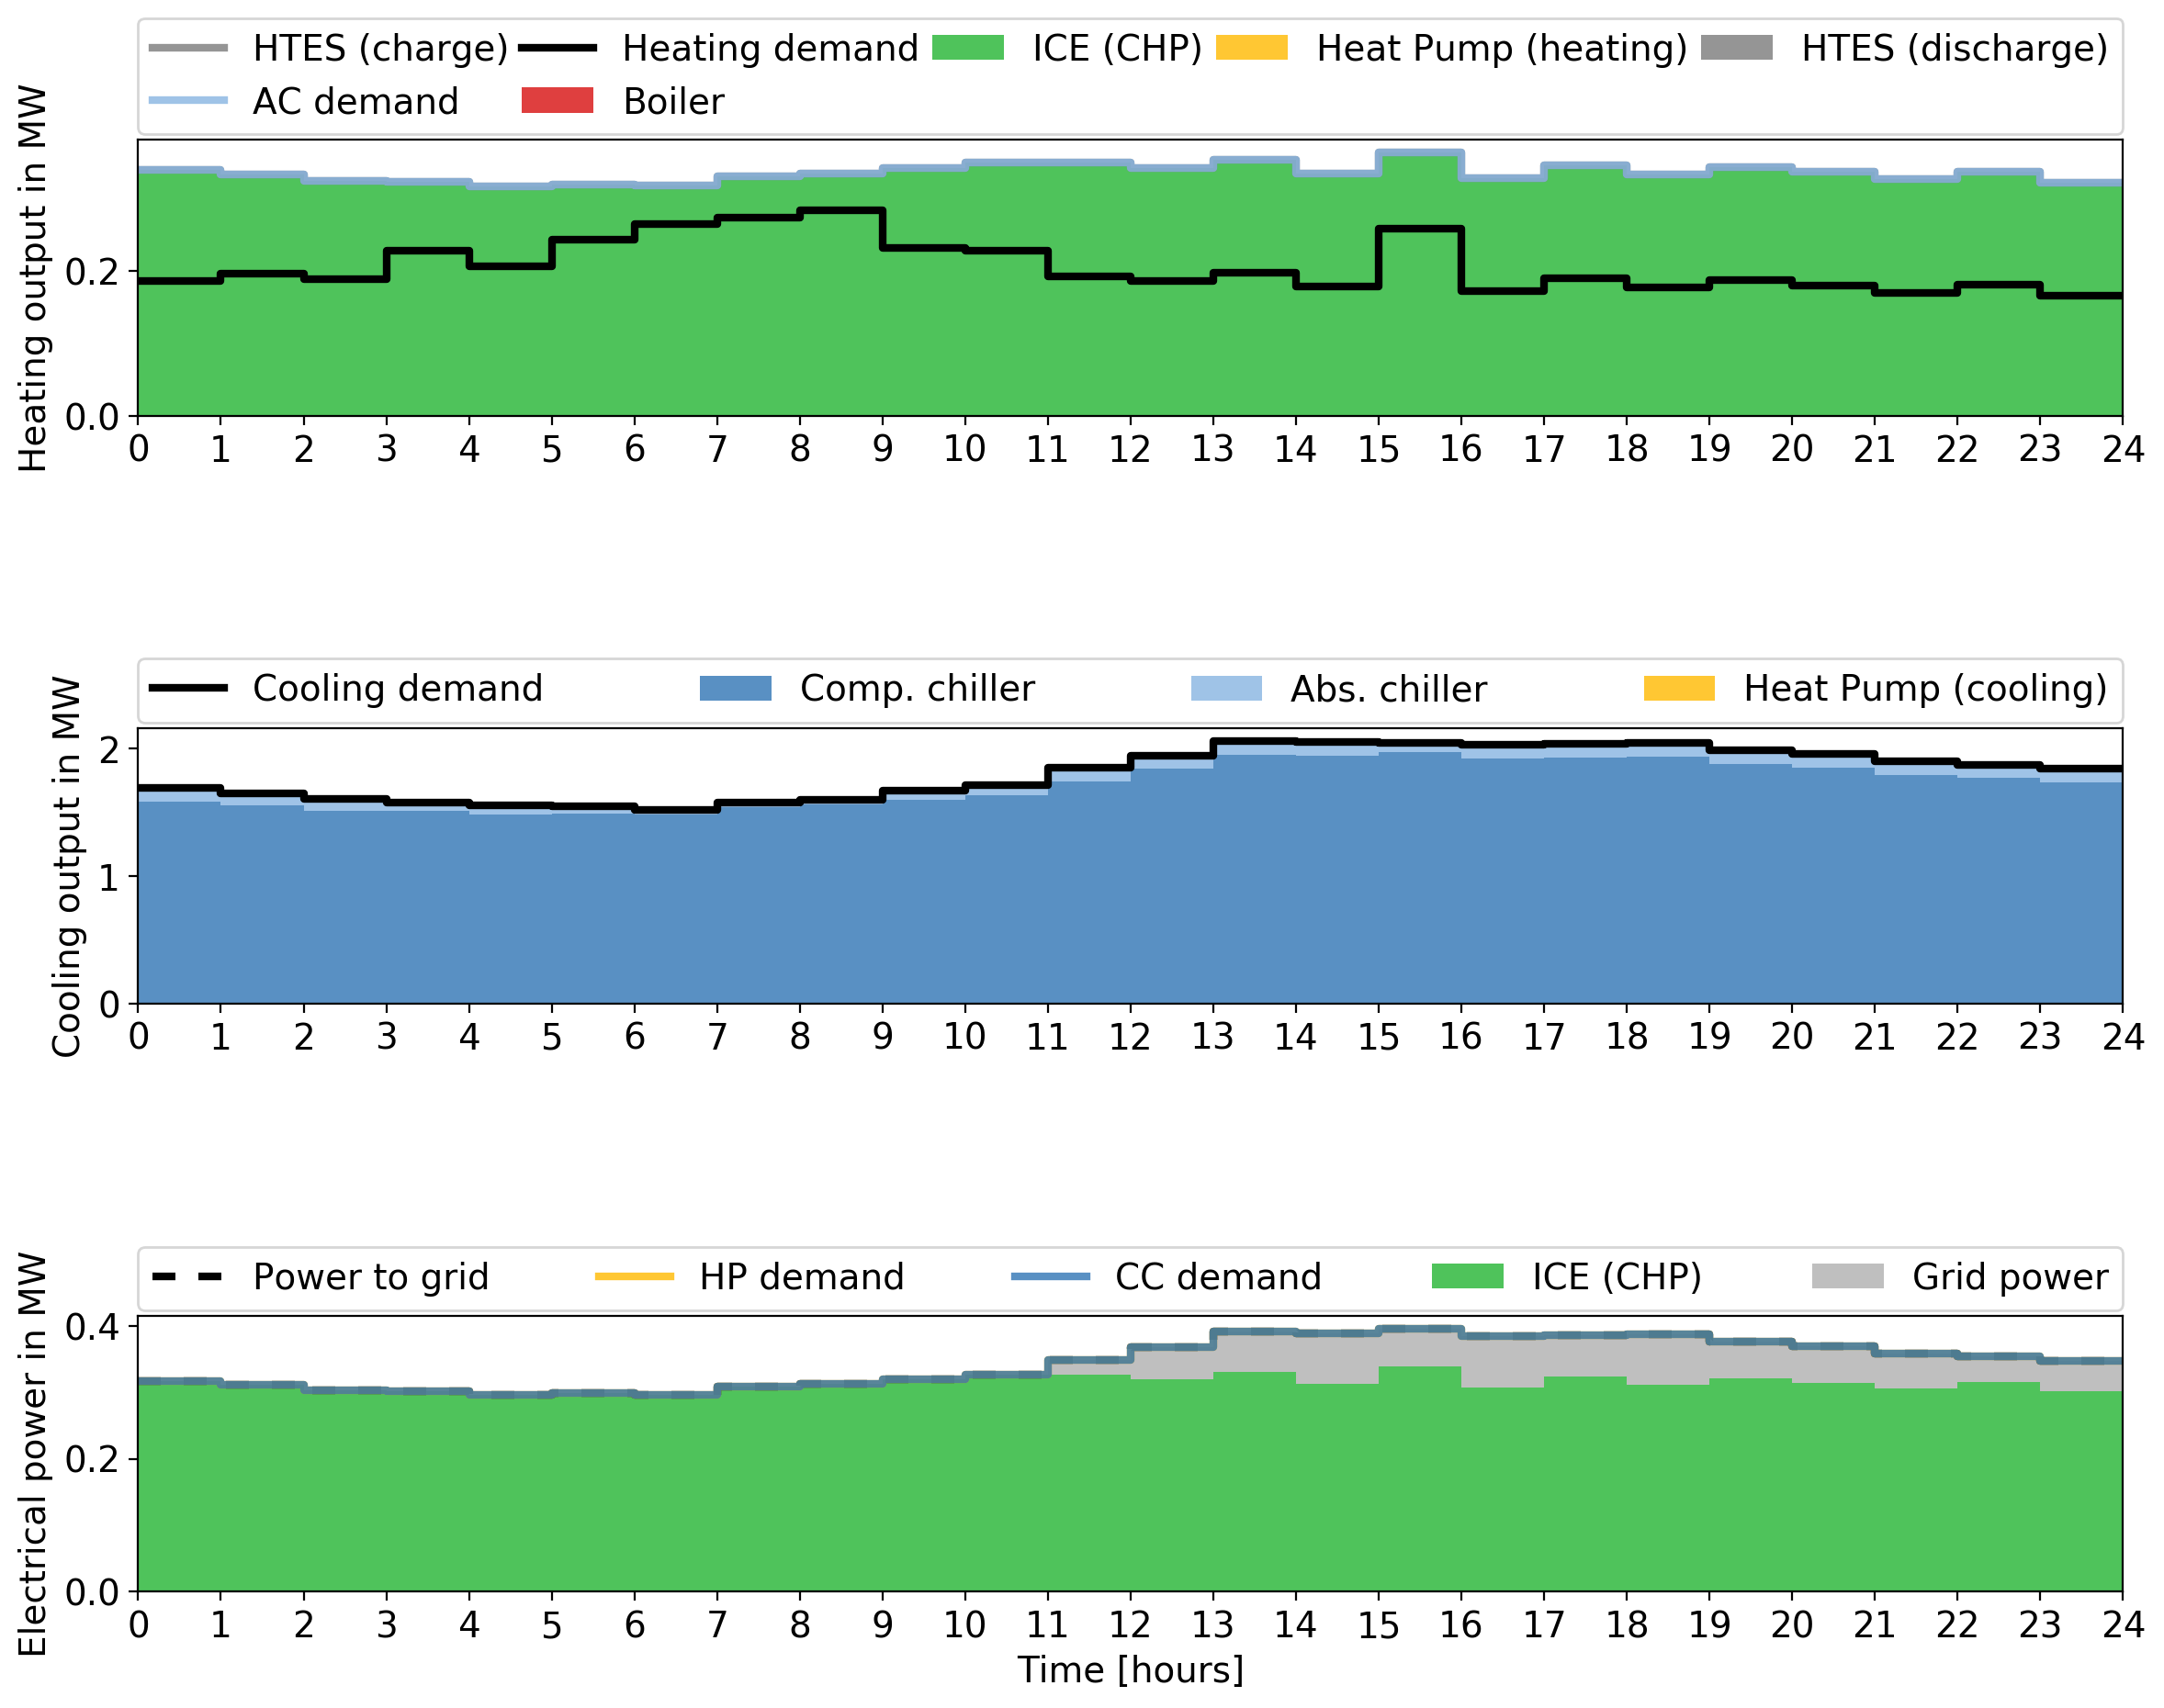 HTES (charge) Heating demand ICE (CHP) Heat Pump (heating) HTES (discharge)
AC demand Boiler
Heating output in MW
0.2
0.0
0 1 2 3 4 5 6 7 8 9 10 11 12 13 14 15 16 17 18 19 20 21 22 23 24
Cooling demand Comp. chiller Abs. chiller Heat Pump (cooling)
Cooling output in MW
2
1
0
0 1 2 3 4 5 6 7 8 9 10 11 12 13 14 15 16 17 18 19 20 21 22 23 24
Power to grid HP demand CC demand ICE (CHP) Grid power
Electrical power in MW
0.4
0.2
0.0
0 1 2 3 4 5 6 7 8 9 10 11 12 13 14 15 16 17 18 19 20 21 22 23 24
Time [hours]